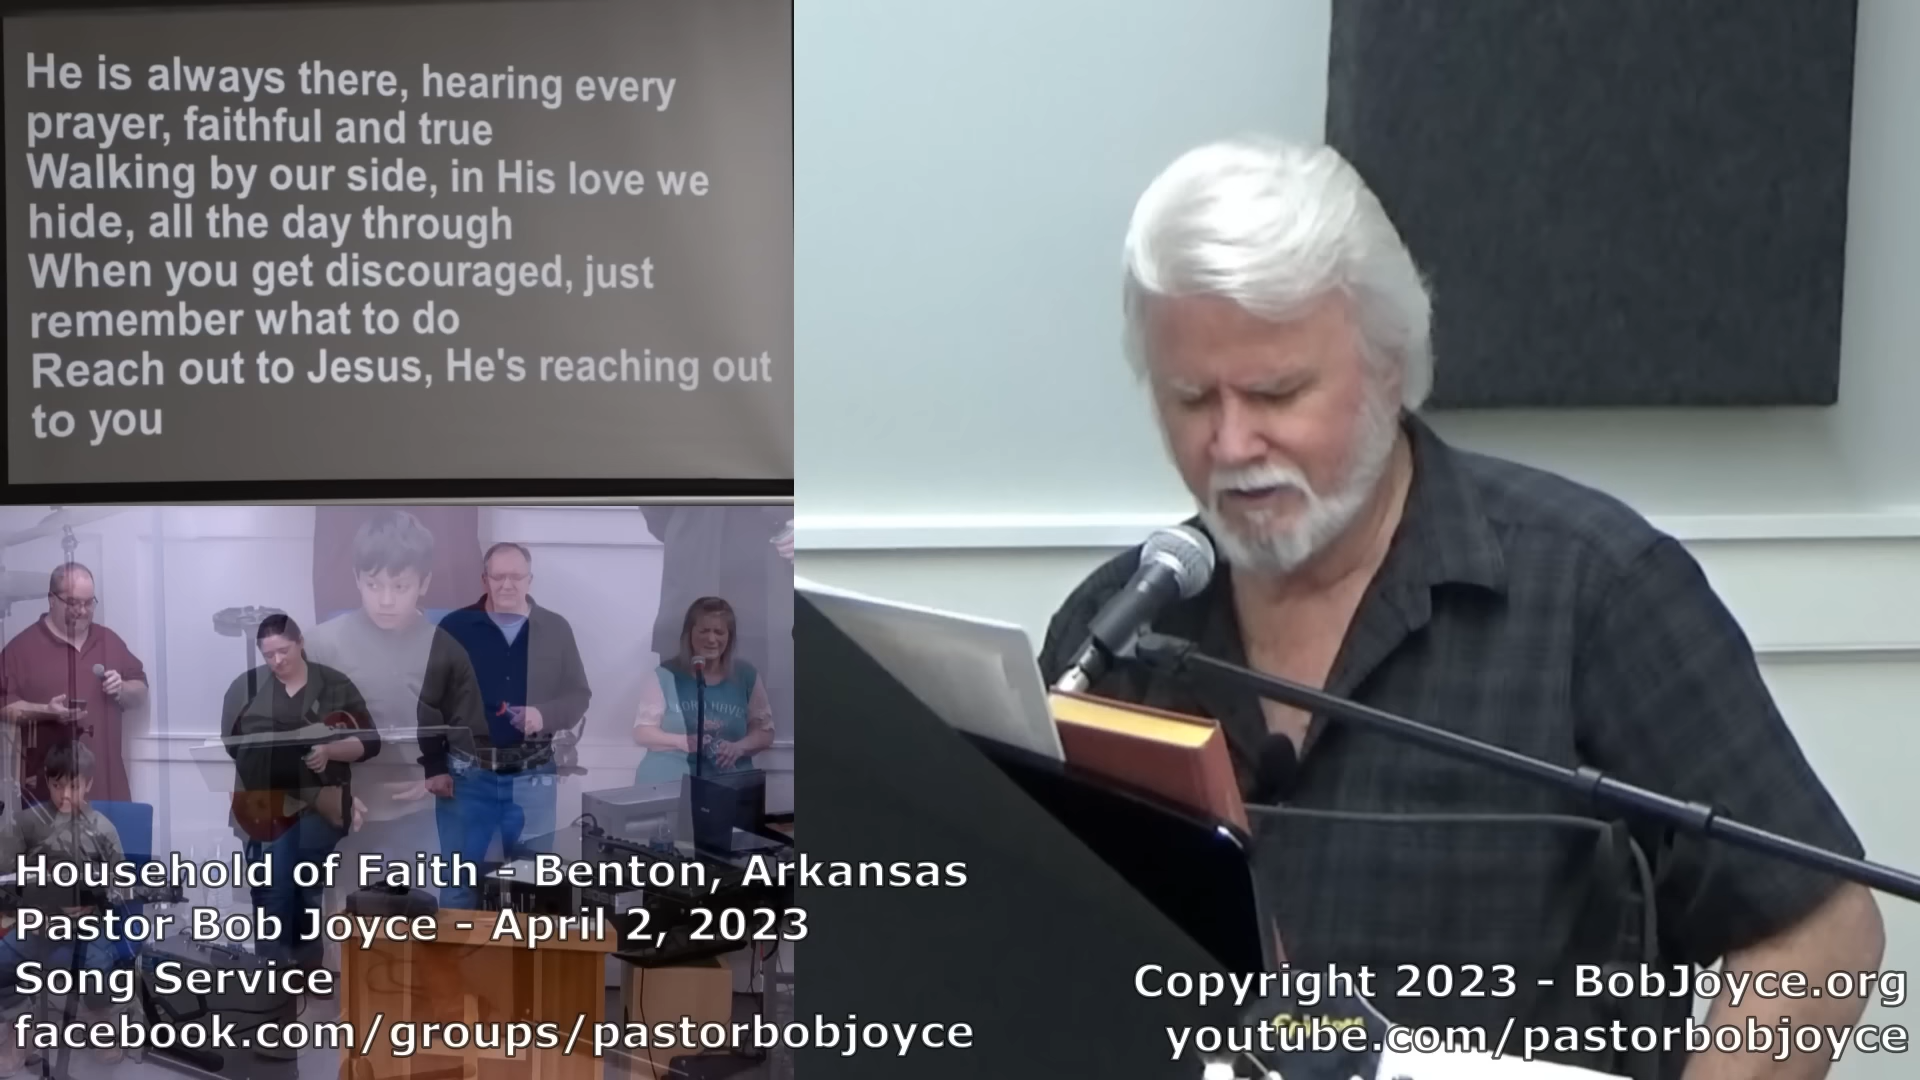 He is always there, hearing every
prayer, faithful and true
Walking by our side, in His love we
hide, all the day through
When you get discouraged, just
remember what to do
Reach out to Jesus, He's reaching out
to you
LORD HAVE
Household of Faith - Benton, Arkansas
Pastor Bob Joyce - April 2, 2023
Song Service
facebook.com/groups/pastorbobjoyce
Copyright 2023 - BobJoyce.org
youtube.com/pastorbobjoyce